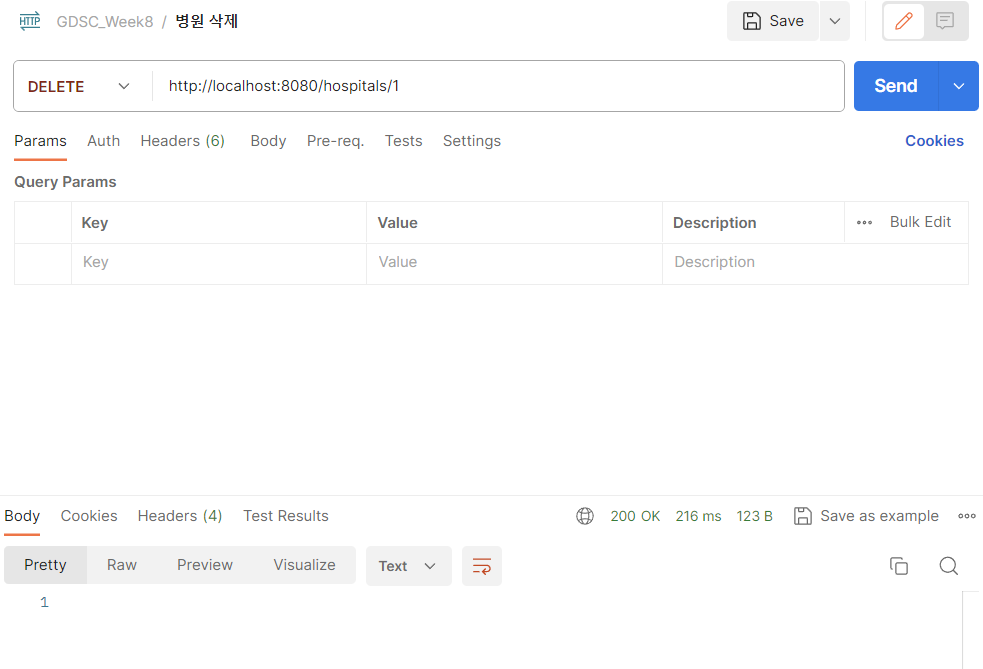 HTTP GDSC_Week8 / 병원 삭제 Save
DELETE http://localhost:8080/hospitals/1 Send
Params Auth Headers (6) Body Pre-req. Tests Settings Cookies
Query Params
Key Value Description Bulk Edit
Key Value Description
Body Cookies Headers (4) Test Results 200 OK 216 ms 123 B Save as example
Pretty Raw Preview Visualize Text
1